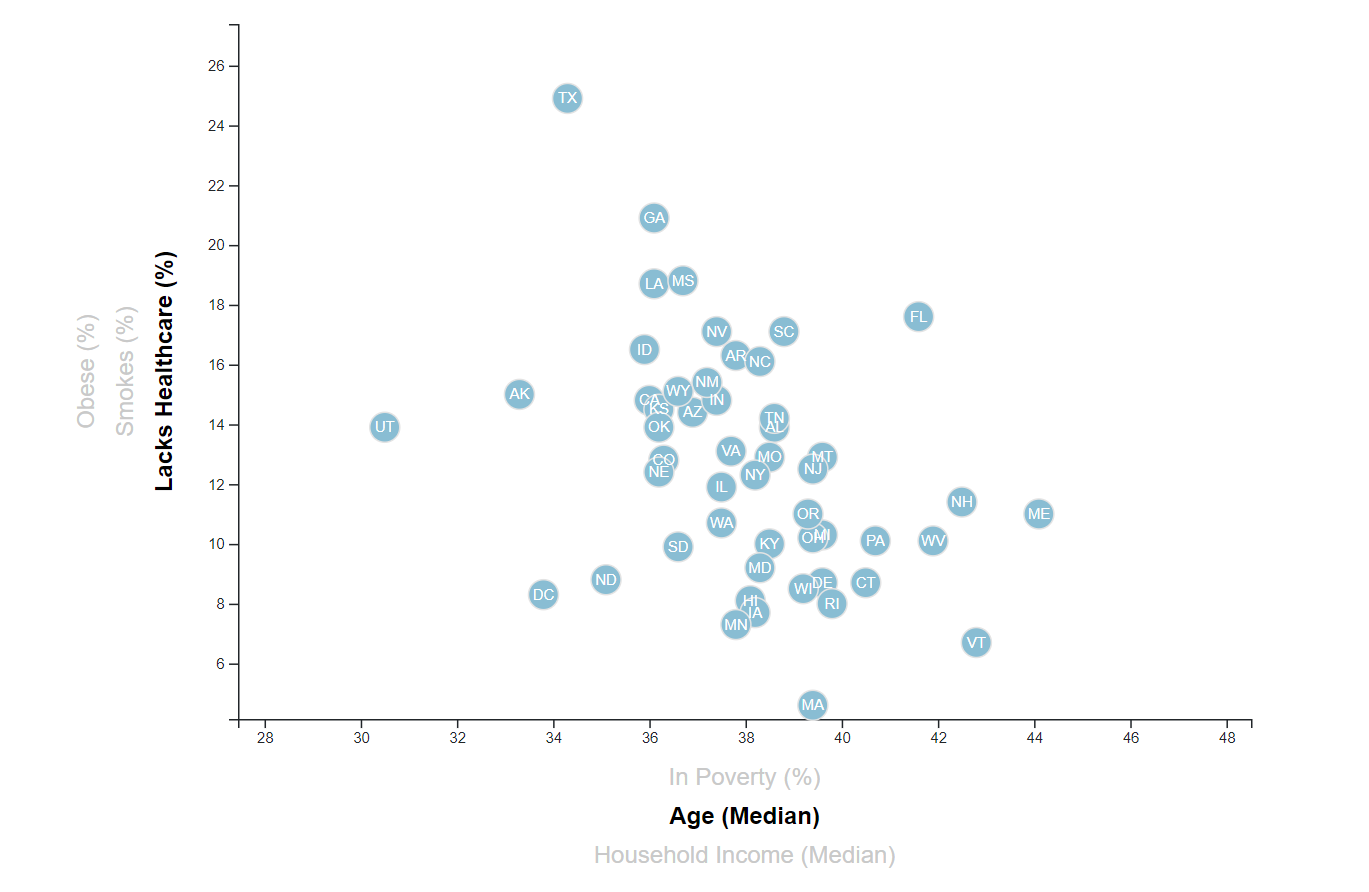 26
TX
24
22
GA
20
LA MS
18
FL
NV SC
ID AR NC
16
NM
WY
AK CA IN
KS AZ TN
14
UT OK AL
VA
CO MO MT
NE NY NJ
12
IL
NH
OR ME
WA
MI
OH PA WV
10
SD KY
MD
ND DE CT
DC WI
8
HI RI
IA
MN
VT
6
MA
28 30 32 34 36 38 40 42 44 46 48
Obese (%)
Smokes (%)
Lacks Healthcare (%)
In Poverty (%)
Age (Median)
Household Income (Median)